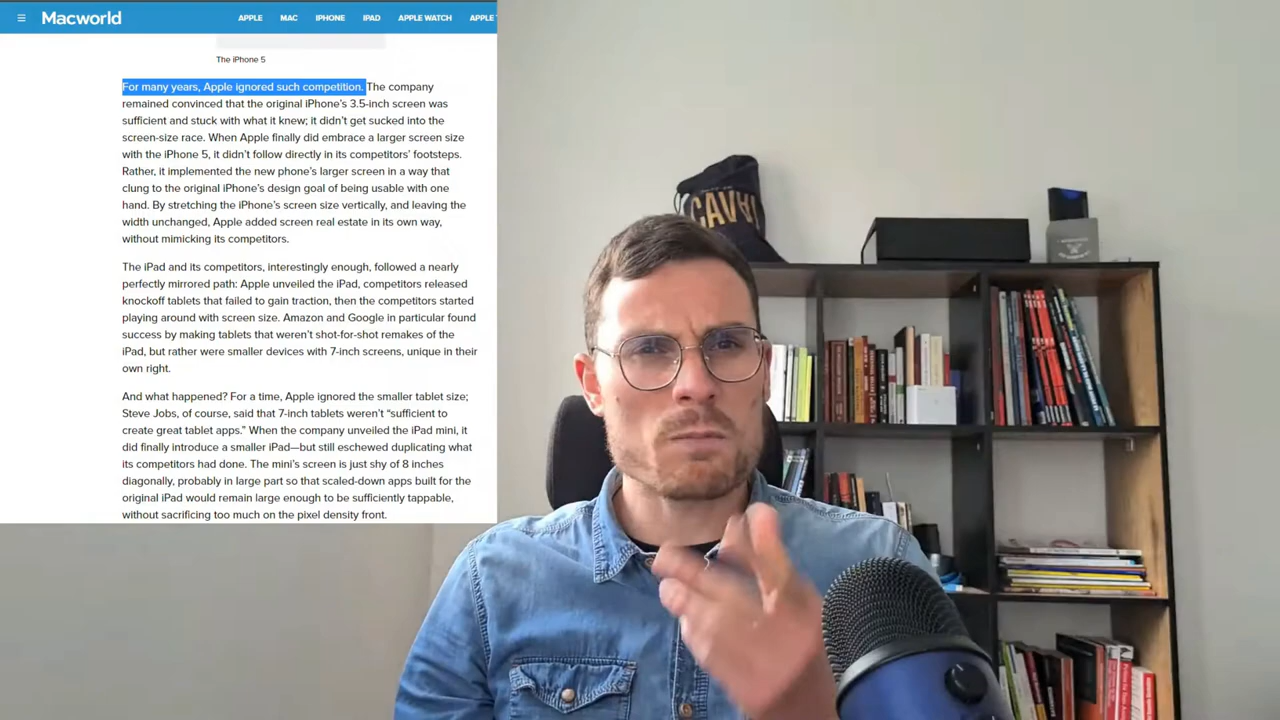 Macworld
APPLE MAC IPHONE IPAD APPLE WATCH APPLE
The iPhone 5
For many years, Apple ignored such competition. The company
remained convinced that the original iPhone's 3.5-inch screen was
sufficient and stuck with what it knew; it didn't get sucked into the
screen-size race. When Apple finally did embrace a larger screen size
with the iPhone 5, it didn't follow directly in its competitors' footsteps.
Rather, it implemented the new phone's larger screen in a way that
clung to the original iPhone's design goal of being usable with one
hand. By stretching the iPhone's screen size vertically, and leaving the
width unchanged, Apple added screen real estate in its own way,
without mimicking its competitors.
The iPad and its competitors, interestingly enough, followed a nearly
perfectly mirrored path: Apple unveiled the iPad, competitors released
knockoff tablets that failed to gain traction, then the competitors started
playing around with screen size. Amazon and Google in particular found
success by making tablets that weren't shot-for-shot remakes of the
iPad, but rather were smaller devices with 7-inch screens, unique in their
own right.
And what happened? For a time, Apple ignored the smaller tablet size;
Steve Jobs, of course, said that 7-inch tablets weren't "sufficient to
create great tablet apps." When the company unveiled the iPad mini, it
did finally introduce a smaller iPad—but still eschewed duplicating what
its competitors had done. The mini's screen is just shy of 8 inches
diagonally, probably in large part so that scaled-down apps built for the
original iPad would remain large enough to be sufficiently tappable,
without sacrificing too much on the pixel density front.
CAVA